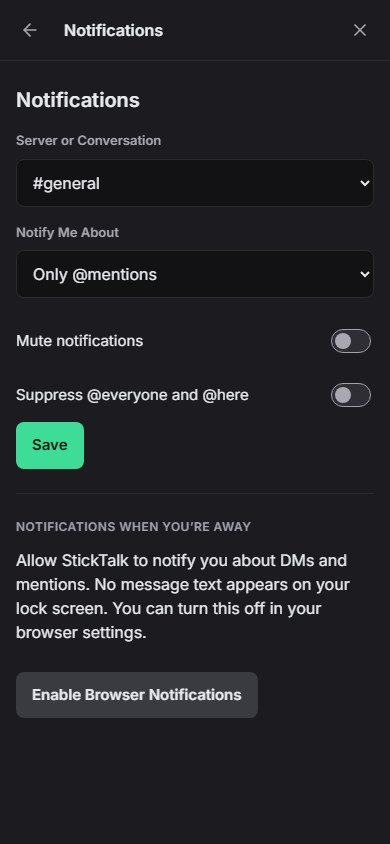 Notifications
Notifications
Server or Conversation
#general
Notify Me About
Only @mentions
Mute notifications
Suppress @everyone and @here
Save
NOTIFICATIONS WHEN YOU’RE AWAY
Allow StickTalk to notify you about DMs and
mentions. No message text appears on your
lock screen. You can turn this off in your
browser settings.
Enable Browser Notifications